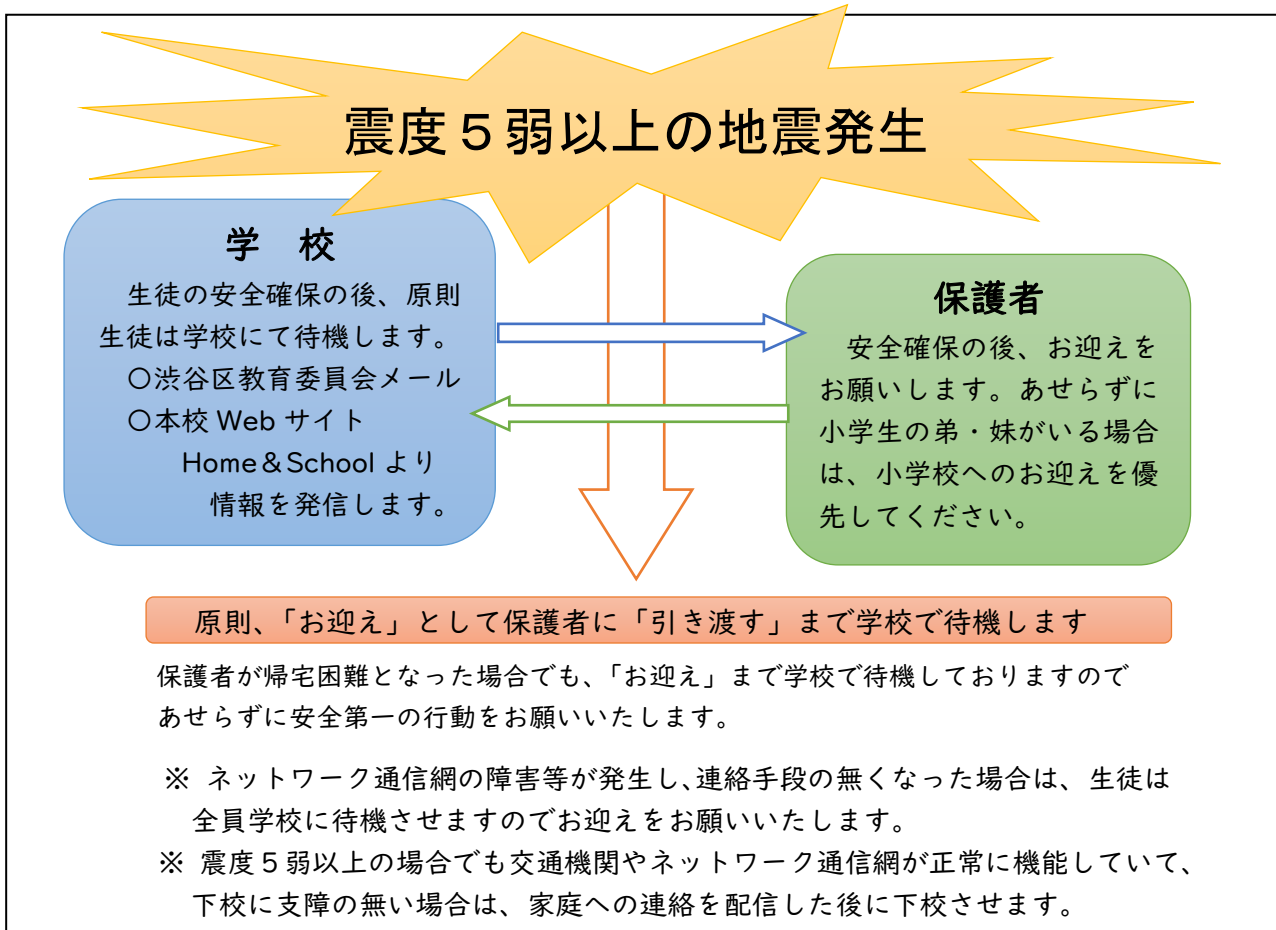 震度５弱以上の地震発生
学　校
生徒の安全確保の後、原則
生徒は学校にて待機します。
〇渋谷区教育委員会メール
〇本校 Web サイト
Home＆School より
情報を発信します。
保護者
安全確保の後、お迎えを
お願いします。あせらずに
小学生の弟・妹がいる場合
は、小学校へのお迎えを優
先してください。
原則、「お迎え」として保護者に「引き渡す」まで学校で待機します
保護者が帰宅困難となった場合でも、「お迎え」まで学校で待機しておりますので
あせらずに安全第一の行動をお願いいたします。
※ ネットワーク通信網の障害等が発生し、連絡手段の無くなった場合は、生徒は
全員学校に待機させますのでお迎えをお願いいたします。
※ 震度５弱以上の場合でも交通機関やネットワーク通信網が正常に機能していて、
下校に支障の無い場合は、家庭への連絡を配信した後に下校させます。